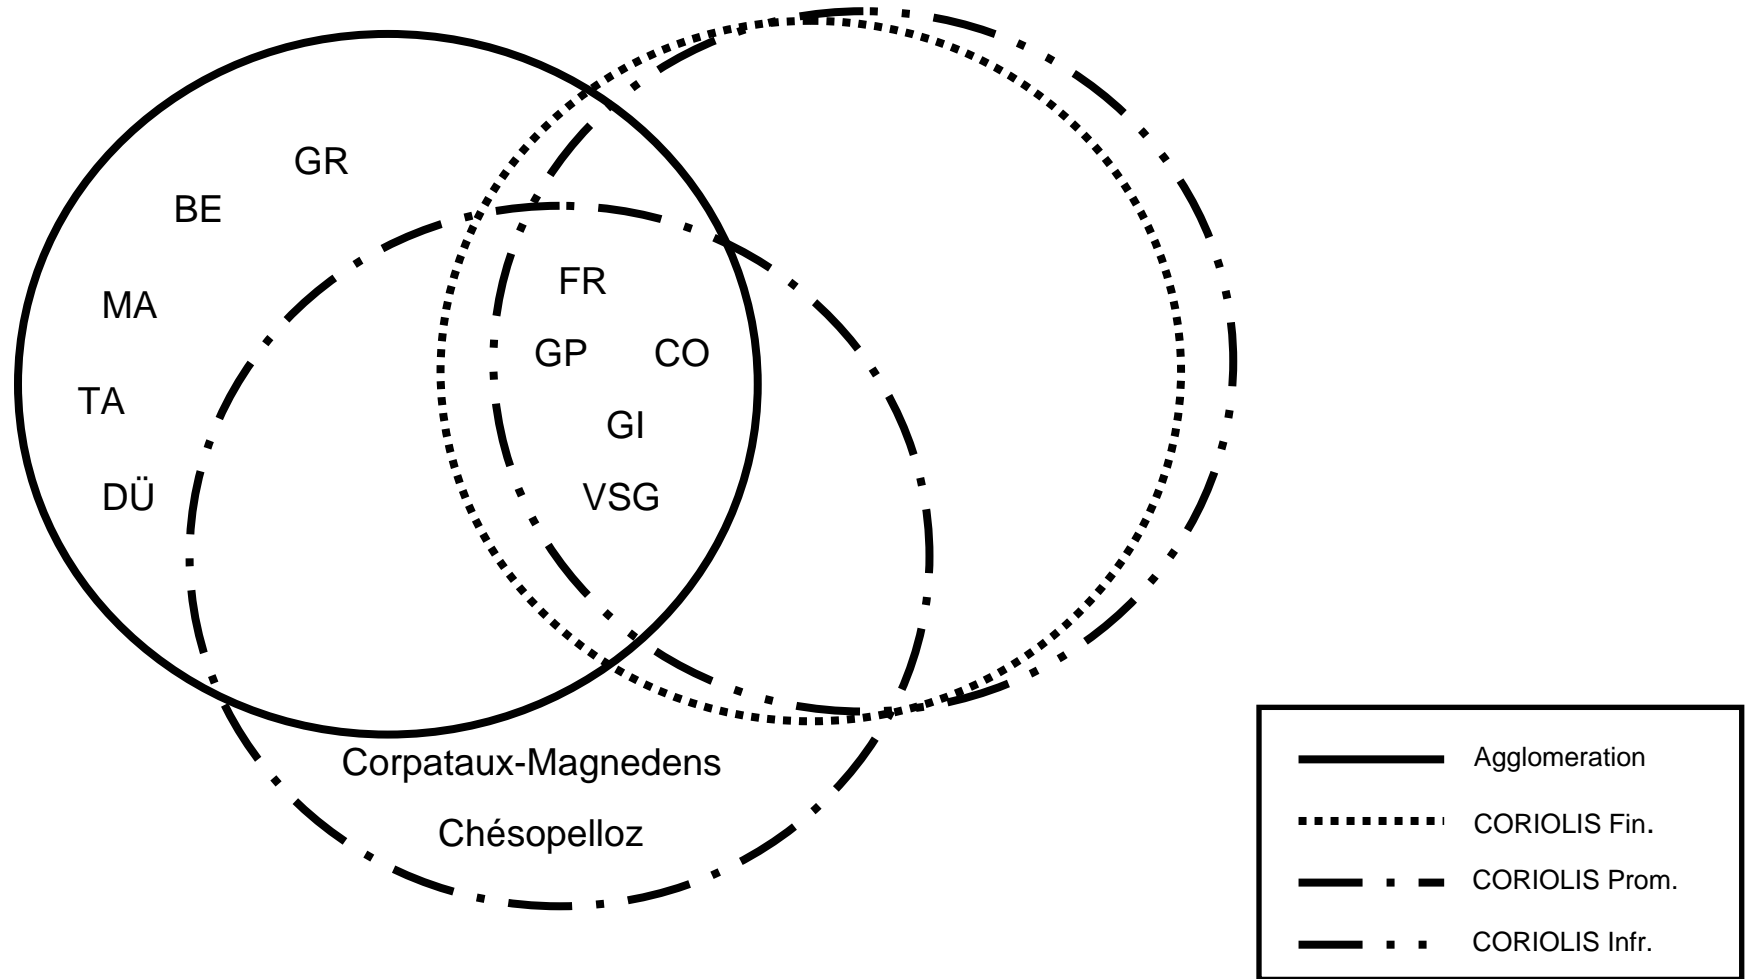 GR
BE
MA
TA
DÜ
FR
GP CO
GI
VSG
Corpataux-Magnedens
Chésopelloz
Agglomeration
CORIOLIS Fin.
CORIOLIS Prom.
CORIOLIS Infr.